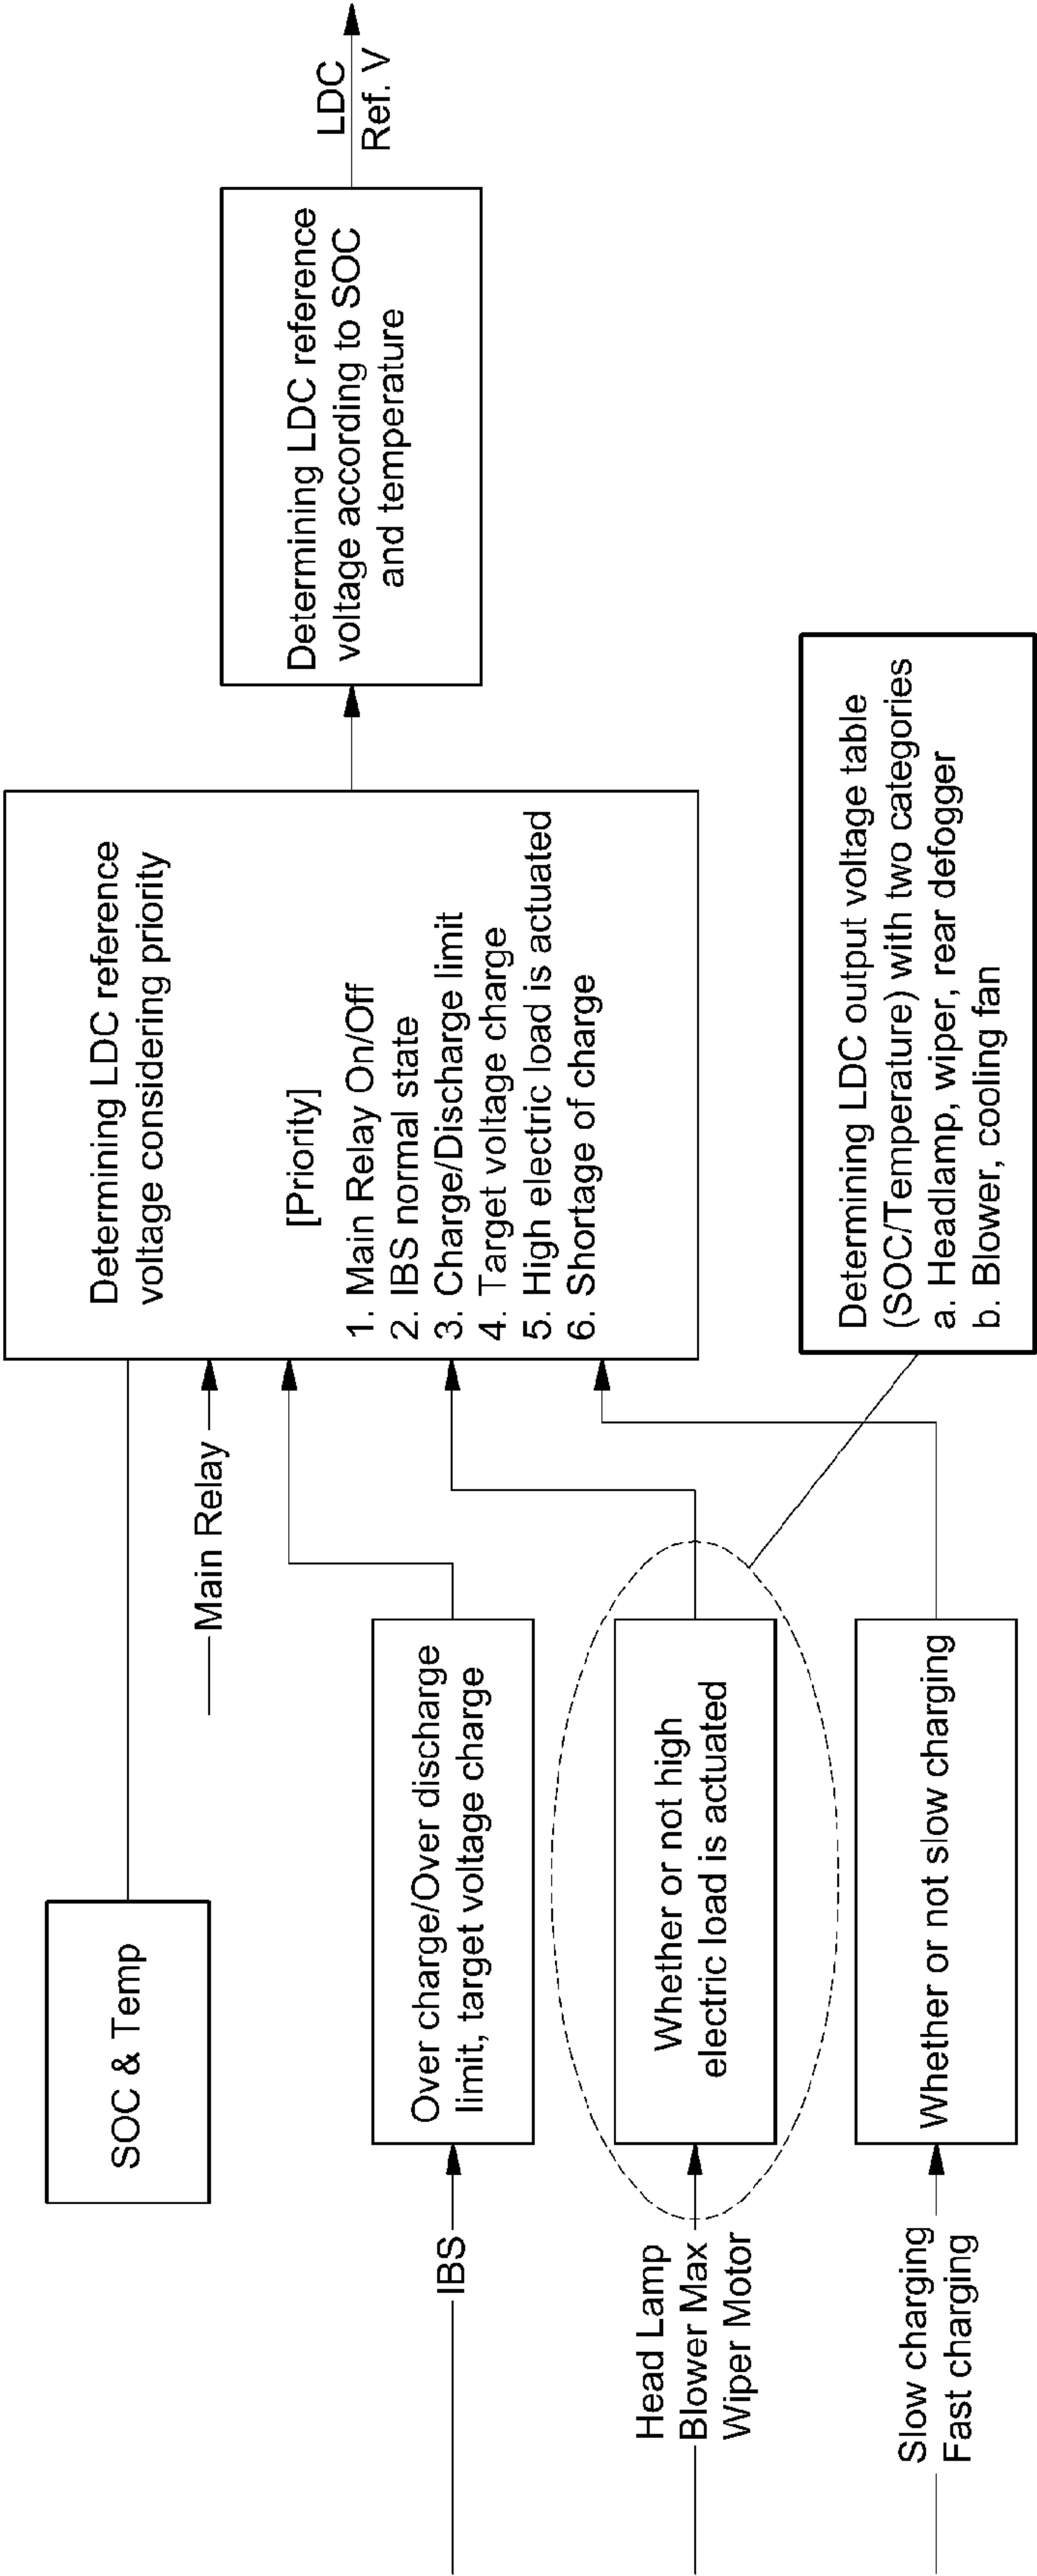 SOC & Temp
Main Relay
IBS
Over charge/Over discharge
limit, target voltage charge
Head Lamp
Blower Max
Wiper Motor
Whether or not high
electric load is actuated
Slow charging
Fast charging
Whether or not slow charging
Determining LDC reference
voltage considering priority
[Priority]
1. Main Relay On/Off
2. IBS normal state
3. Charge/Discharge limit
4. Target voltage charge
5. High electric load is actuated
6. Shortage of charge
Determining LDC output voltage table
(SOC/Temperature) with two categories
a. Headlamp, wiper, rear defogger
b. Blower, cooling fan
Determining LDC reference
voltage according to SOC
and temperature
LDC
Ref. V